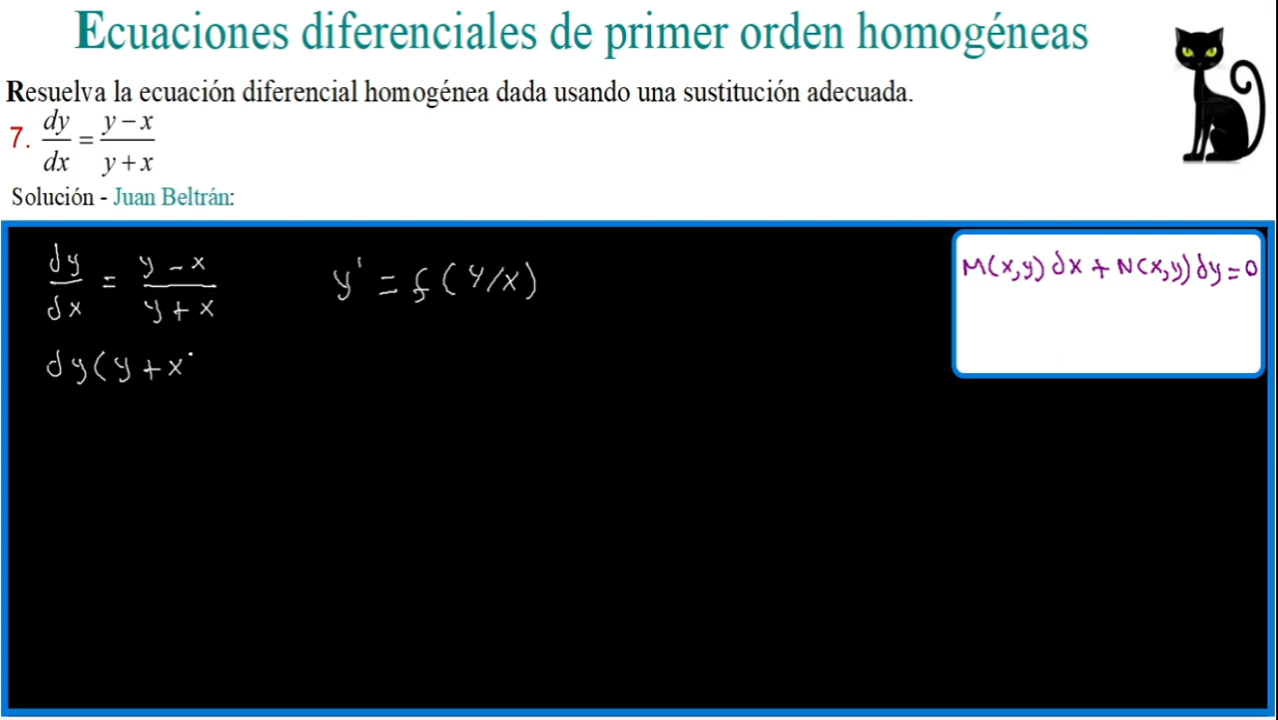 Ecuaciones diferenciales de primer orden homogéneas
Resuelva la ecuación diferencial homogénea dada usando una sustitución adecuada.
7. dy/dx = y − x / y + x
Solución - Juan Beltrán:
dy/dx = y − x / y + x
y' = f(y/x)
M(x,y) dx + N(x,y) dy = 0
dy(y + x